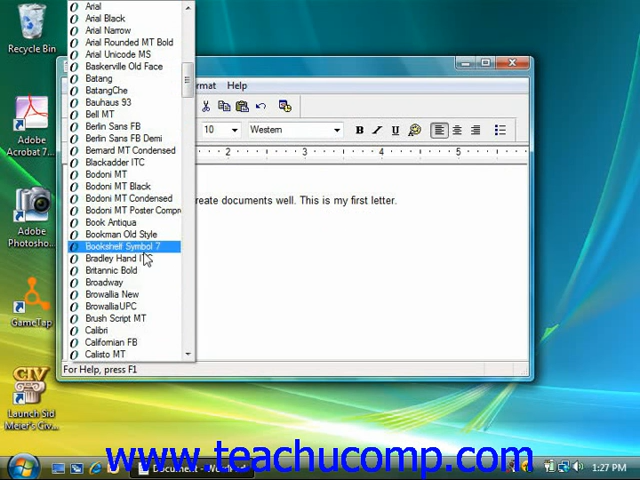 Recycle Bin
Adobe
Acrobat 7...
Adobe
Photosho...
GameTap
Launch Sid
Meier's Civ...
Arial
Arial Black
Arial Narrow
Arial Rounded MT Bold
Arial Unicode MS
Baskerville Old Face
Batang
BatangChe
Bauhaus 93
Bell MT
Berlin Sans FB
Berlin Sans FB Demi
Bernard MT Condensed
Blackadder ITC
Bodoni MT
Bodoni MT Black
Bodoni MT Condensed
Bodoni MT Poster Compre
Book Antiqua
Bookman Old Style
Bookshelf Symbol 7
Bradley Hand ITC
Britannic Bold
Broadway
Browallia New
BrowalliaUPC
Brush Script MT
Calibri
Californian FB
Calisto MT
ormat Help
10 Western B I U
2 3 4 5
reate documents well. This is my first letter.
For Help, press F1
Document - Wor
1:27 PM
www.teachucomp.com